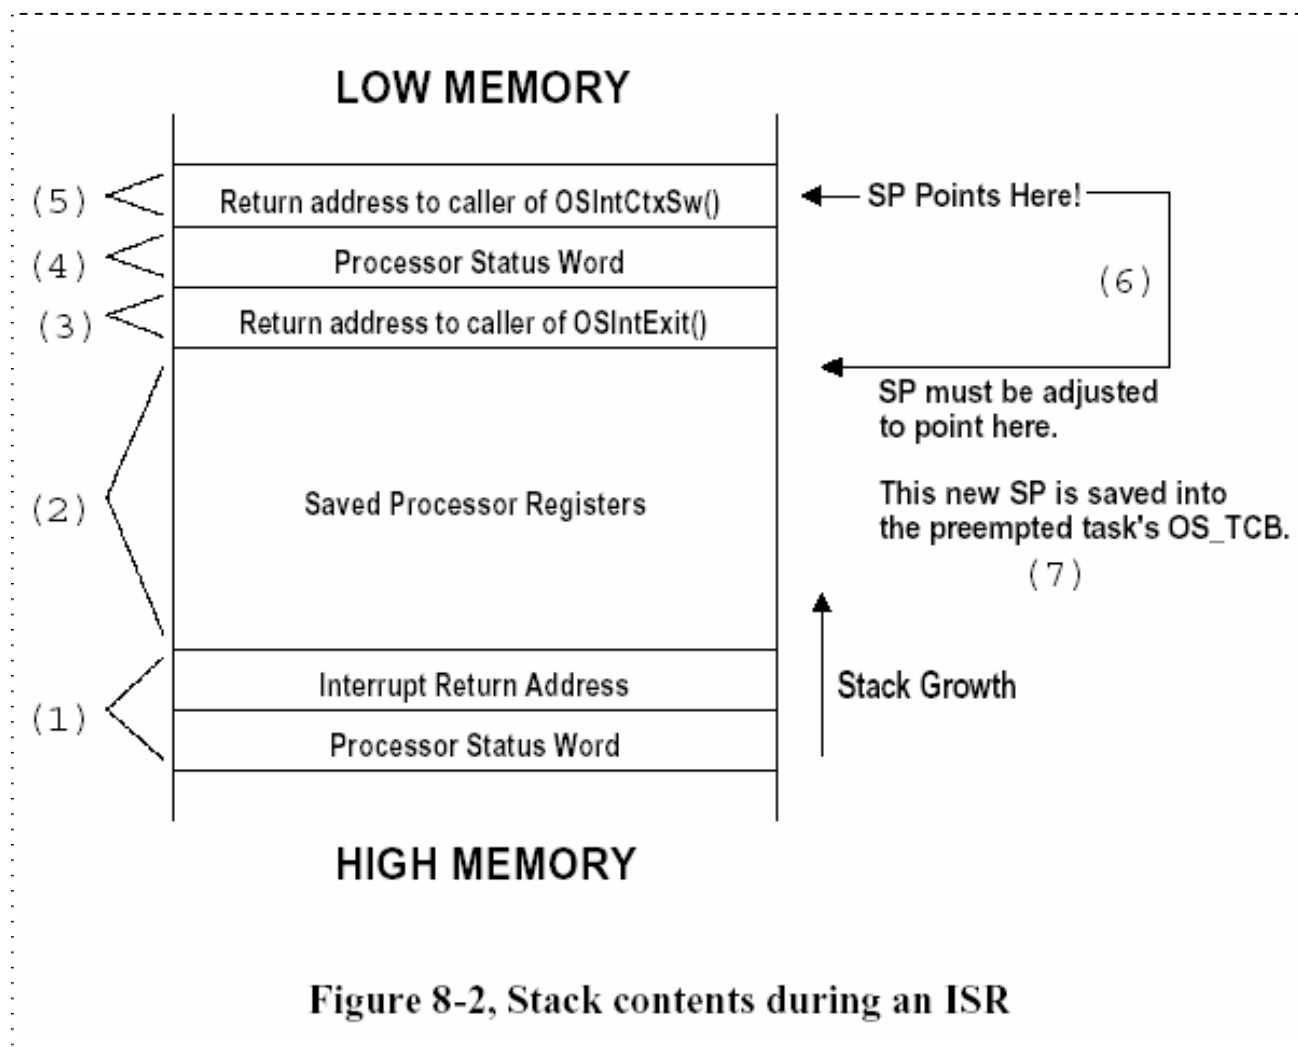 LOW MEMORY
(5)
Return address to caller of OSIntCtxSw()
SP Points Here!
(4)
Processor Status Word
(6)
(3)
Return address to caller of OSIntExit()
SP must be adjusted
to point here.
(2)
Saved Processor Registers
This new SP is saved into
the preempted task's OS_TCB.
(7)
(1)
Interrupt Return Address
Stack Growth
Processor Status Word
HIGH MEMORY
Figure 8-2, Stack contents during an ISR